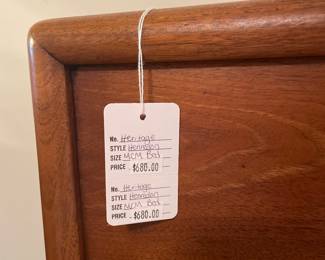 No. Heritage
STYLE Henredon
SIZE MCM Bed
PRICE $680.00
No. Heritage
STYLE Henredon
SIZE MCM Bed
PRICE $680.00